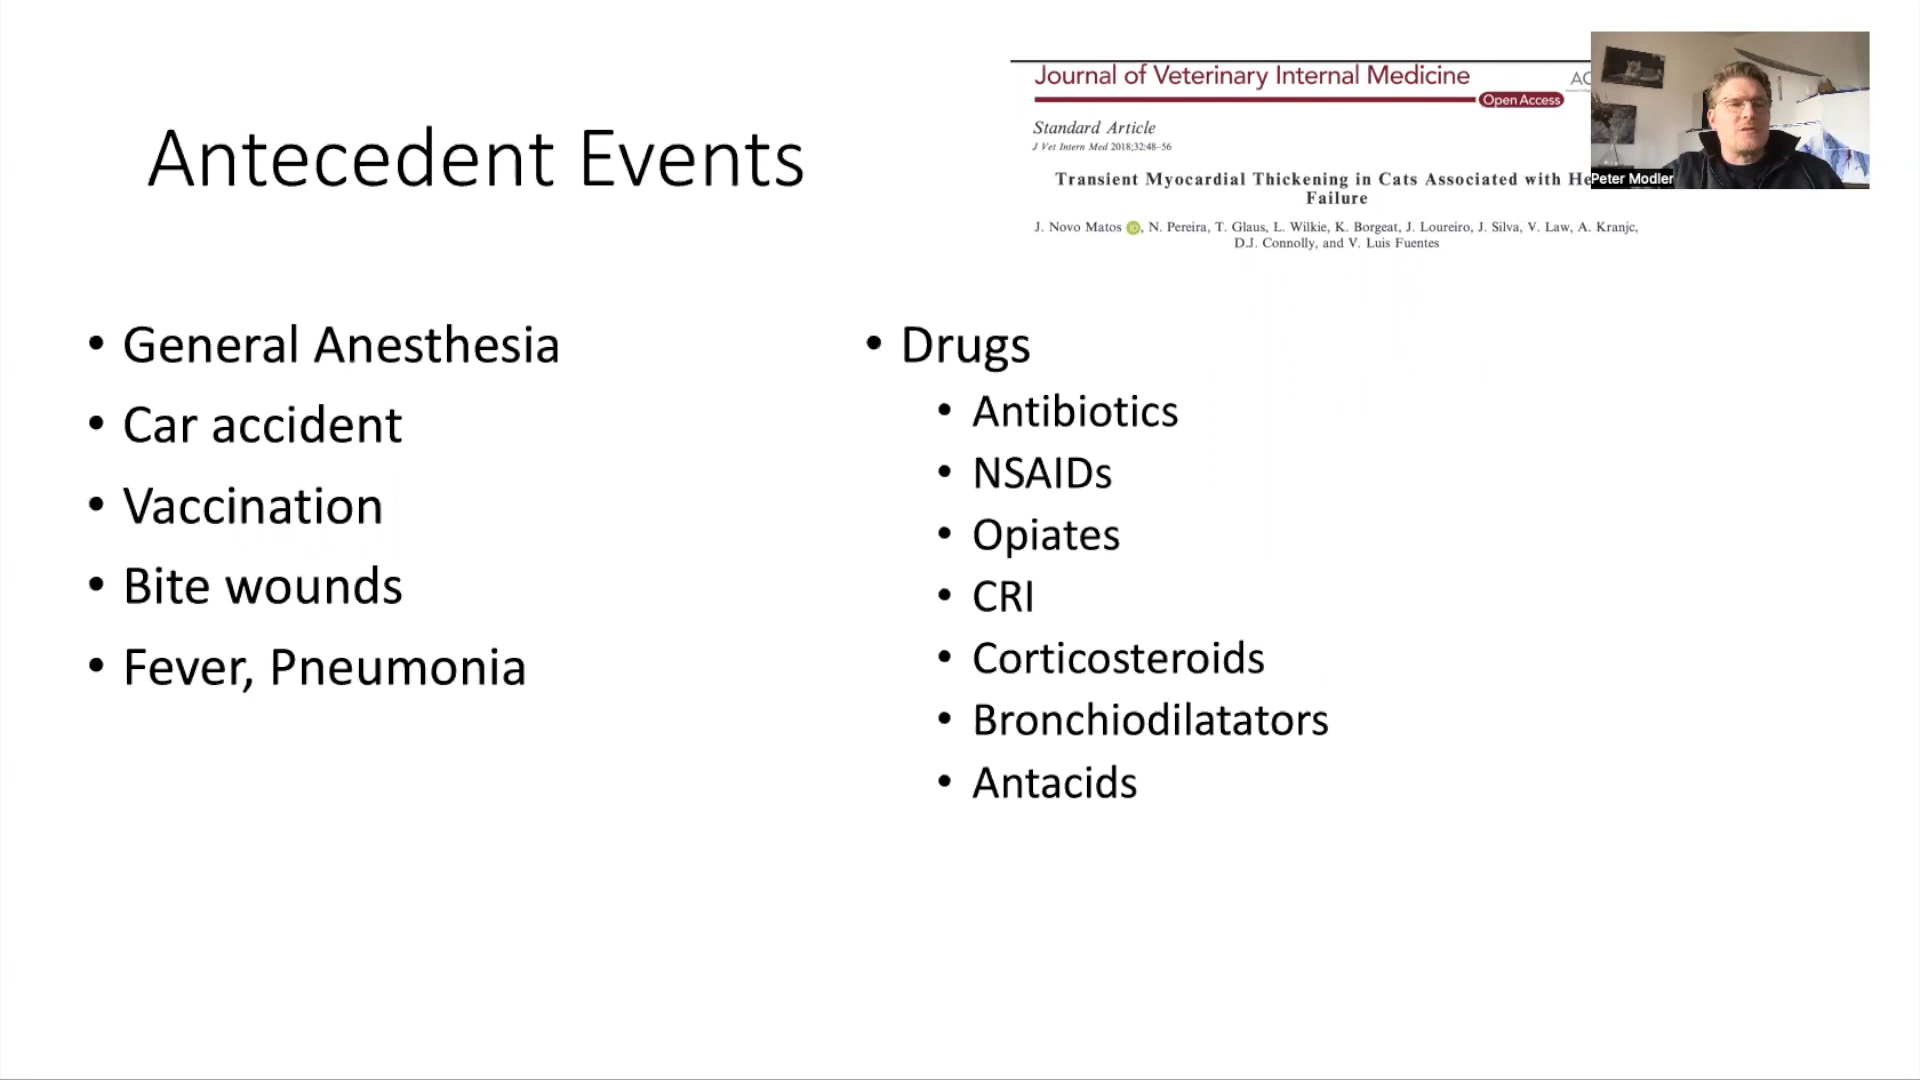 Antecedent Events
Journal of Veterinary Internal Medicine
Open Access
AC
Standard Article
J Vet Intern Med 2018;32:48–56
Transient Myocardial Thickening in Cats Associated with He
Failure
J. Novo Matos iD, N. Pereira, T. Glaus, L. Wilkie, K. Borgeat, J. Loureiro, J. Silva, V. Law, A. Kranjc,
D.J. Connolly, and V. Luis Fuentes
Peter Modler
• General Anesthesia
• Car accident
• Vaccination
• Bite wounds
• Fever, Pneumonia
• Drugs
• Antibiotics
• NSAIDs
• Opiates
• CRI
• Corticosteroids
• Bronchiodilatators
• Antacids